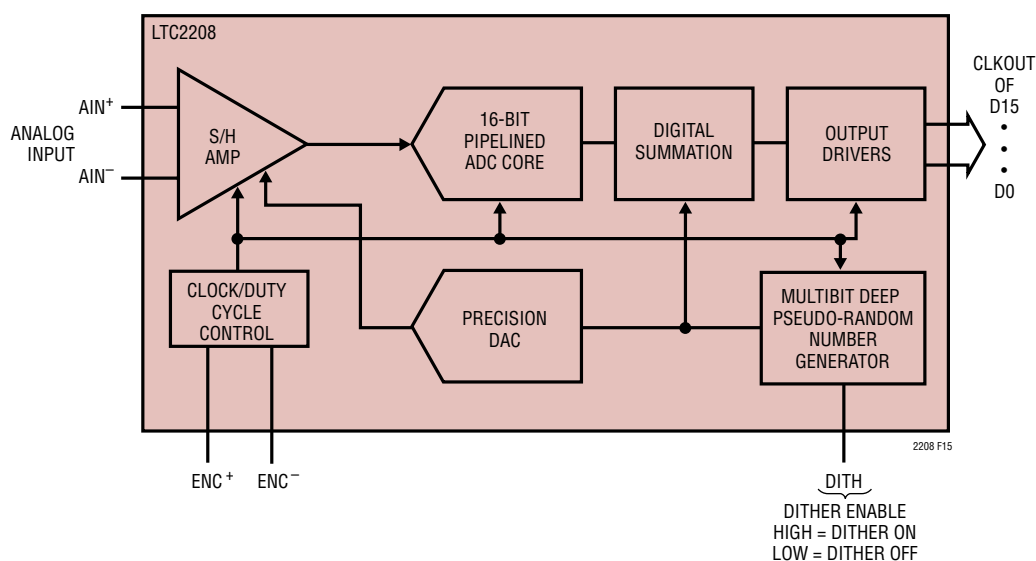 LTC2208
AIN+
ANALOG
INPUT
AIN−
S/H
AMP
16-BIT
PIPELINED
ADC CORE
DIGITAL
SUMMATION
OUTPUT
DRIVERS
CLKOUT
OF
D15
•
•
•
D0
CLOCK/DUTY
CYCLE
CONTROL
PRECISION
DAC
MULTIBIT DEEP
PSEUDO-RANDOM
NUMBER
GENERATOR
2208 F15
ENC+ ENC−
DITH
DITHER ENABLE
HIGH = DITHER ON
LOW = DITHER OFF